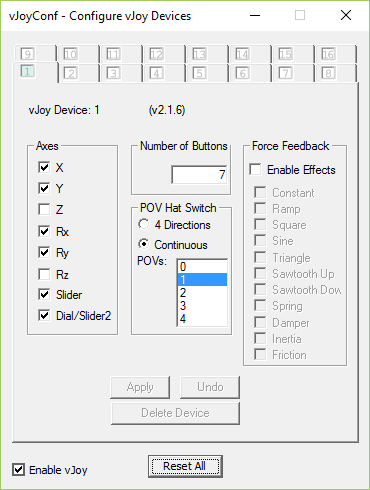 vJoyConf - Configure vJoy Devices
9 10 11 12 13 14 15 16
1 2 3 4 5 6 7 8
vJoy Device: 1 (v2.1.6)
Axes
X
Y
Z
Rx
Ry
Rz
Slider
Dial/Slider2
Number of Buttons
7
POV Hat Switch
4 Directions
Continuous
POVs:
0
1
2
3
4
Force Feedback
Enable Effects
Constant
Ramp
Square
Sine
Triangle
Sawtooth Up
Sawtooth Dow
Spring
Damper
Inertia
Friction
Apply Undo
Delete Device
Enable vJoy
Reset All